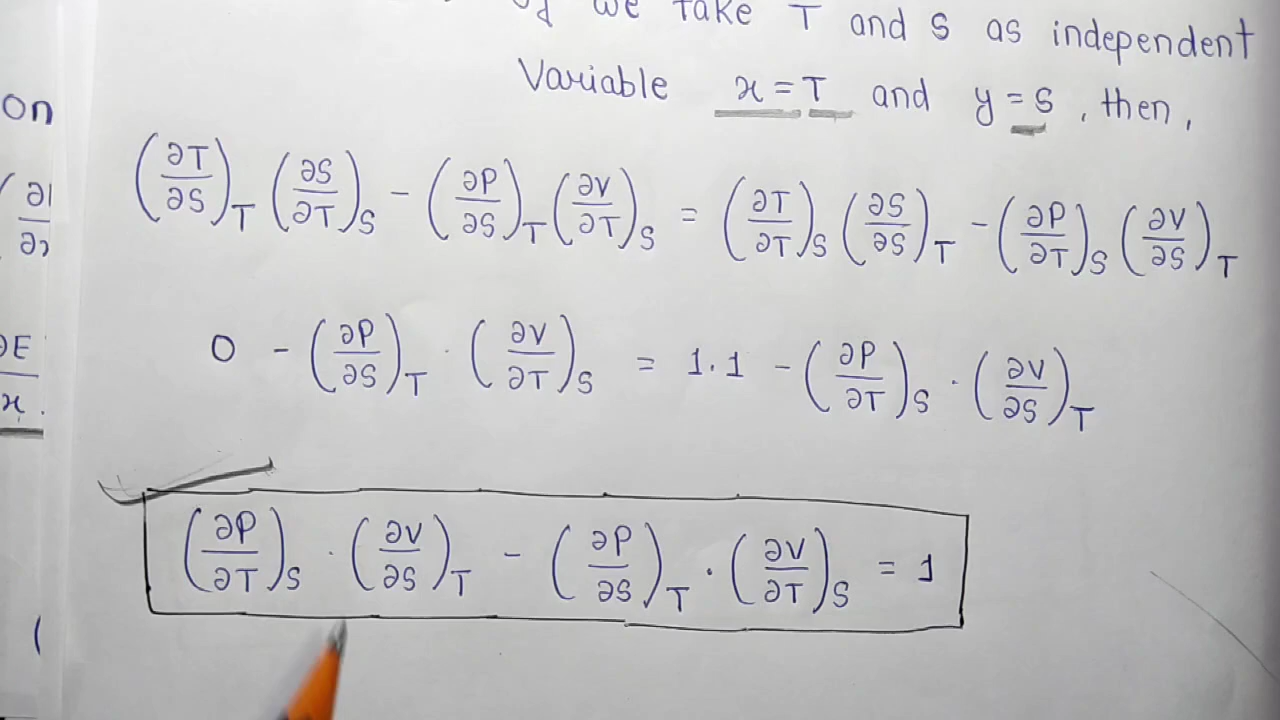 we take T and S as independent
Variable x = T and y = S , then ,
(∂T/∂S)_T (∂S/∂T)_S - (∂P/∂S)_T (∂V/∂T)_S = (∂T/∂T)_S (∂S/∂S)_T - (∂P/∂T)_S (∂V/∂S)_T
0 - (∂P/∂S)_T · (∂V/∂T)_S = 1.1 - (∂P/∂T)_S · (∂V/∂S)_T
(∂P/∂T)_S · (∂V/∂S)_T - (∂P/∂S)_T · (∂V/∂T)_S = 1
on
∂E
x